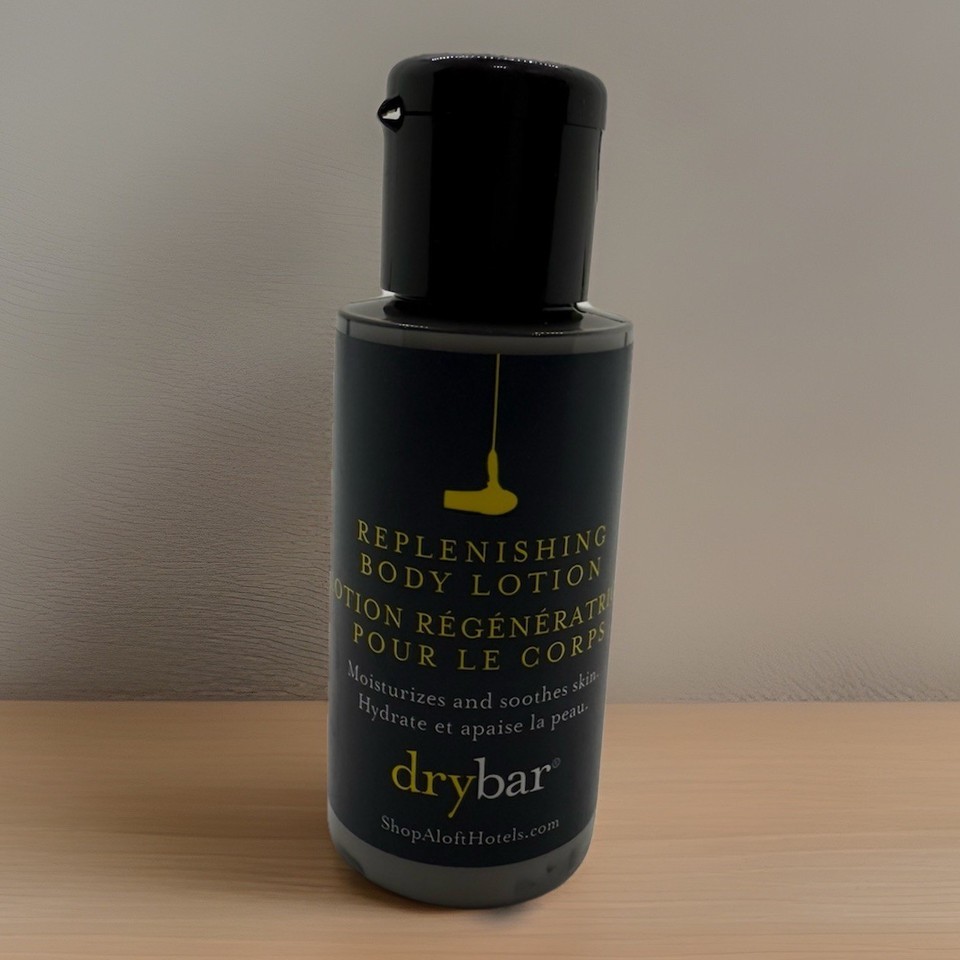 REPLENISHING
BODY LOTION
RÉGÉNÉRATRI
POUR LE CORPS
Moisturizes and soothes skin.
Hydrate et apaise la peau.
drybar®
ShopAloftHotels.com